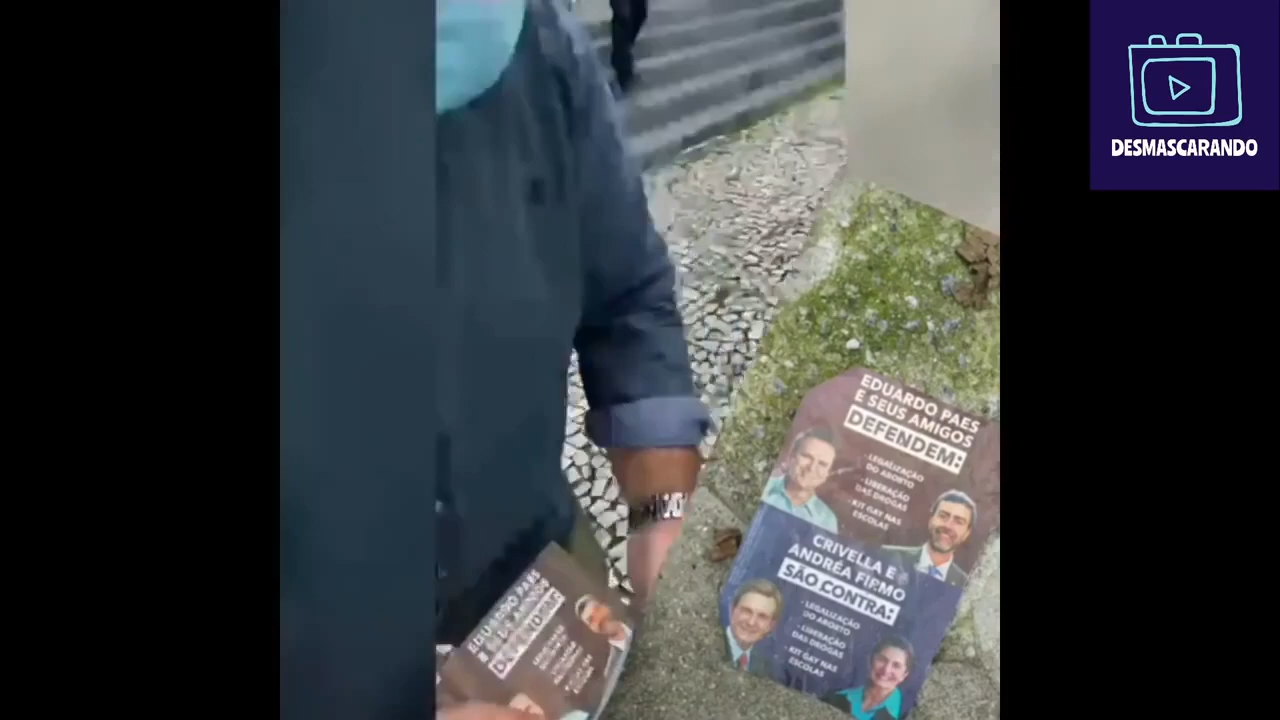 DESMASCARANDO
EDUARDO PAES
E SEUS AMIGOS
DEFENDEM:
- LEGALIZAÇÃO
DO ABORTO
- LIBERAÇÃO
DAS DROGAS
- KIT GAY NAS
ESCOLAS
CRIVELLA E
ANDRÉA FIRMO
SÃO CONTRA:
- LEGALIZAÇÃO
DO ABORTO
- LIBERAÇÃO
DAS DROGAS
- KIT GAY NAS
ESCOLAS
EDUARDO PAES